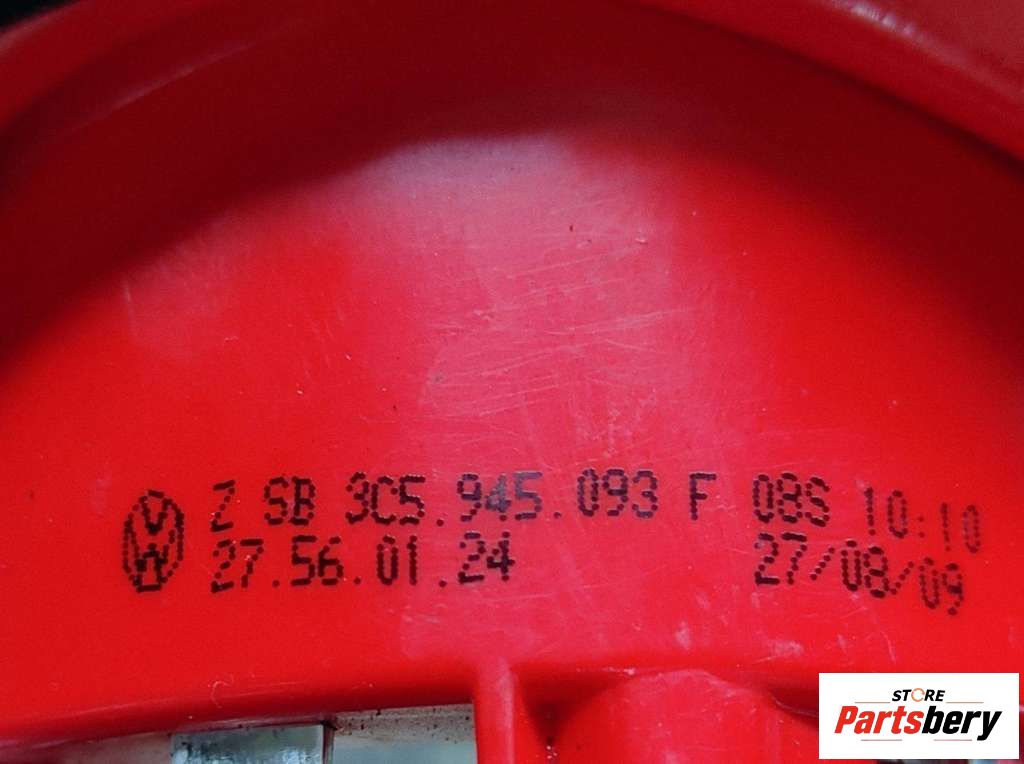 Z SB 3C5.945.093 F 08S 10:10
27.56.01.24 27/08/09
STORE
Partsbery